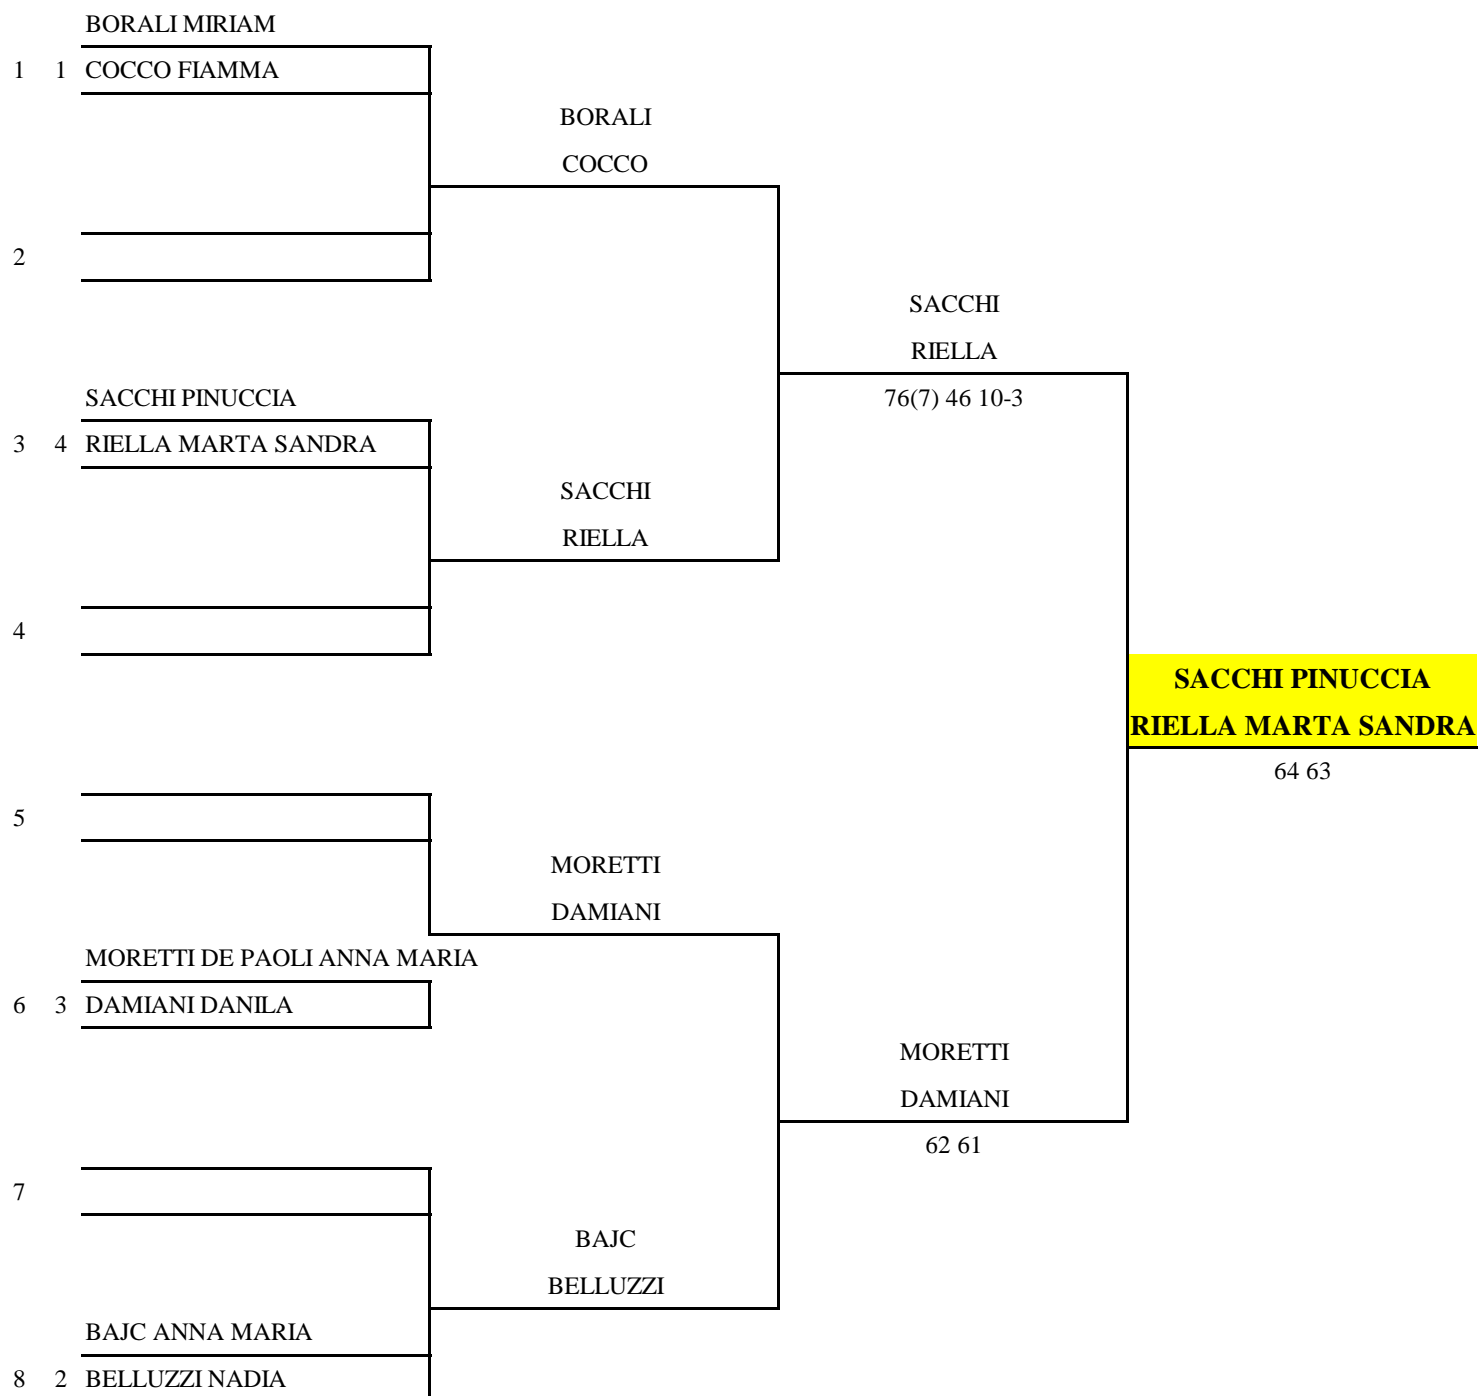 BORALI MIRIAM
1 1 COCCO FIAMMA
BORALI
COCCO
2
SACCHI
RIELLA
SACCHI PINUCCIA
76(7) 46 10-3
3 4 RIELLA MARTA SANDRA
SACCHI
RIELLA
4
SACCHI PINUCCIA
RIELLA MARTA SANDRA
64 63
5
MORETTI
DAMIANI
MORETTI DE PAOLI ANNA MARIA
6 3 DAMIANI DANILA
MORETTI
DAMIANI
62 61
7
BAJC
BELLUZZI
BAJC ANNA MARIA
8 2 BELLUZZI NADIA